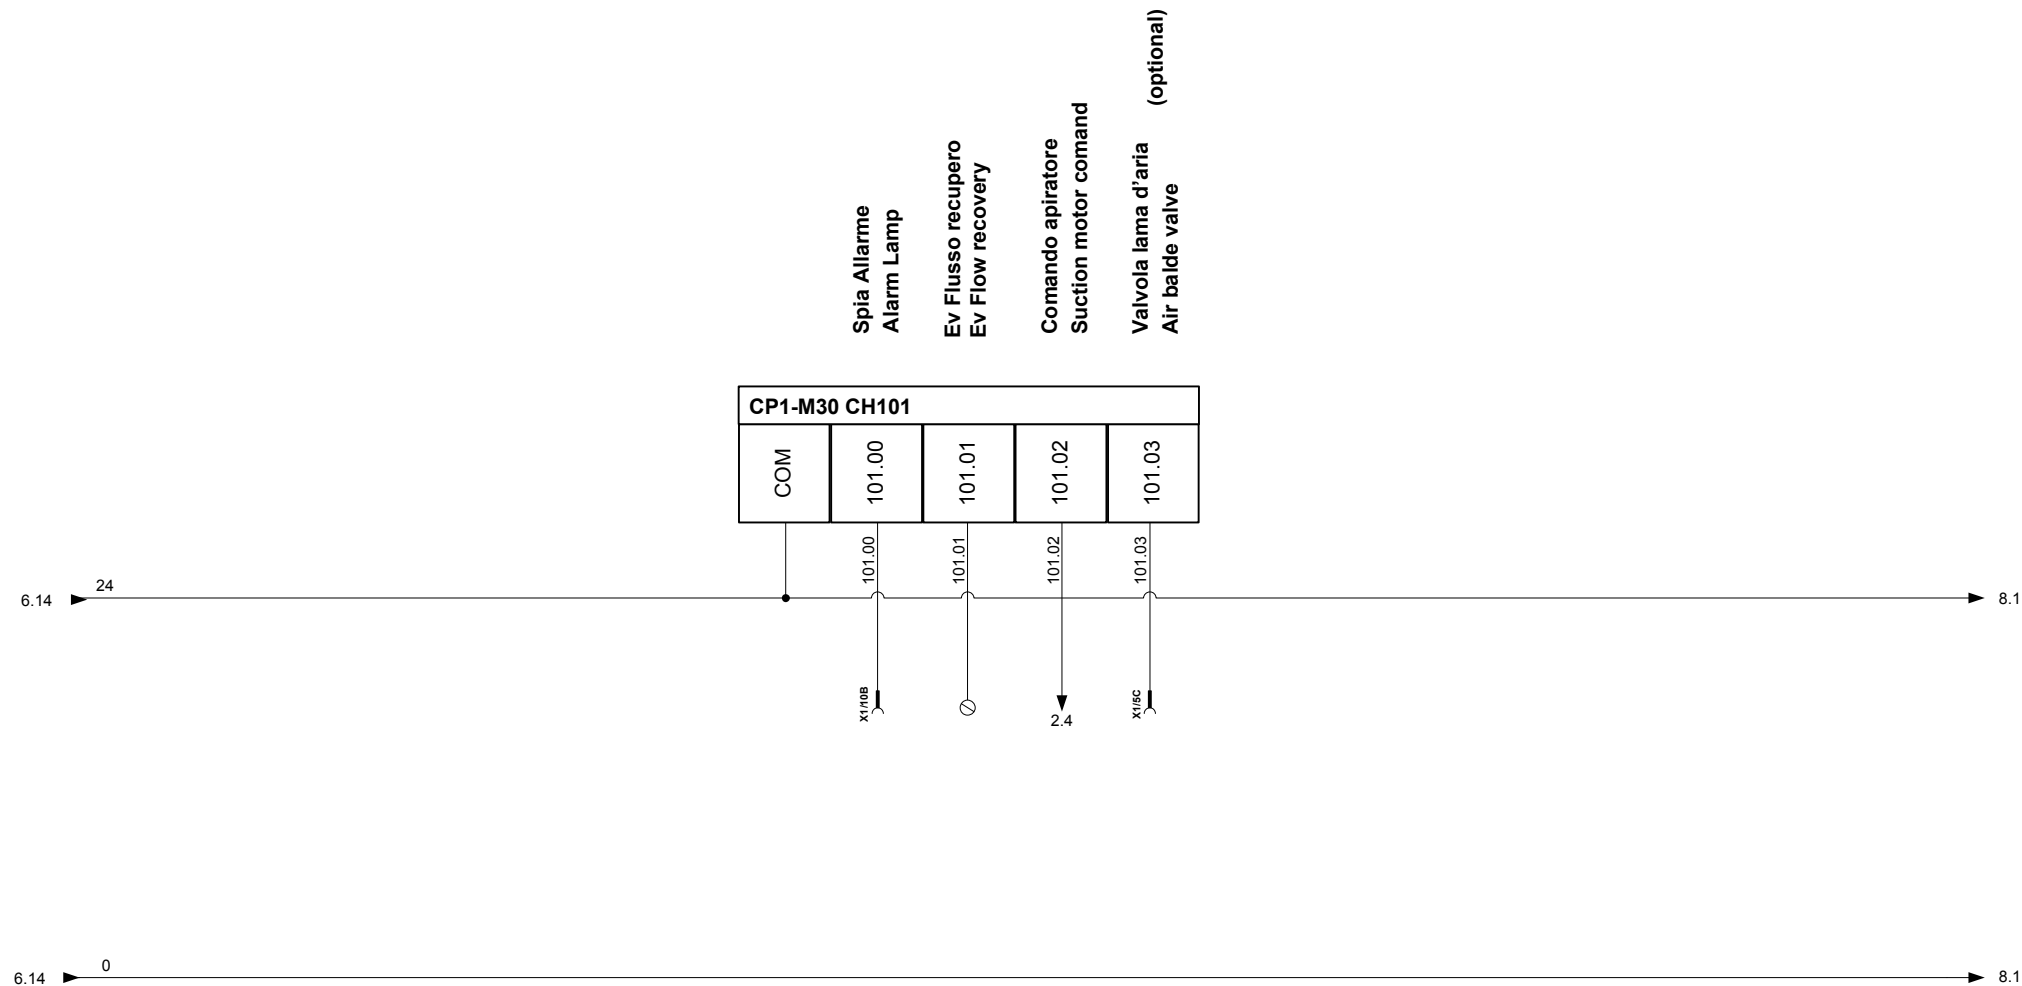 Spia Allarme
Alarm Lamp
Ev Flusso recupero
Ev Flow recovery
Comando apiratore
Suction motor comand
Valvola lama d’aria (optional)
Air balde valve
CP1-M30 CH101
COM
101.00
101.01
101.02
101.03
101.00
101.01
101.02
101.03
6.14
24
8.1
X1/10B
2.4
X1/5C
6.14
0
8.1